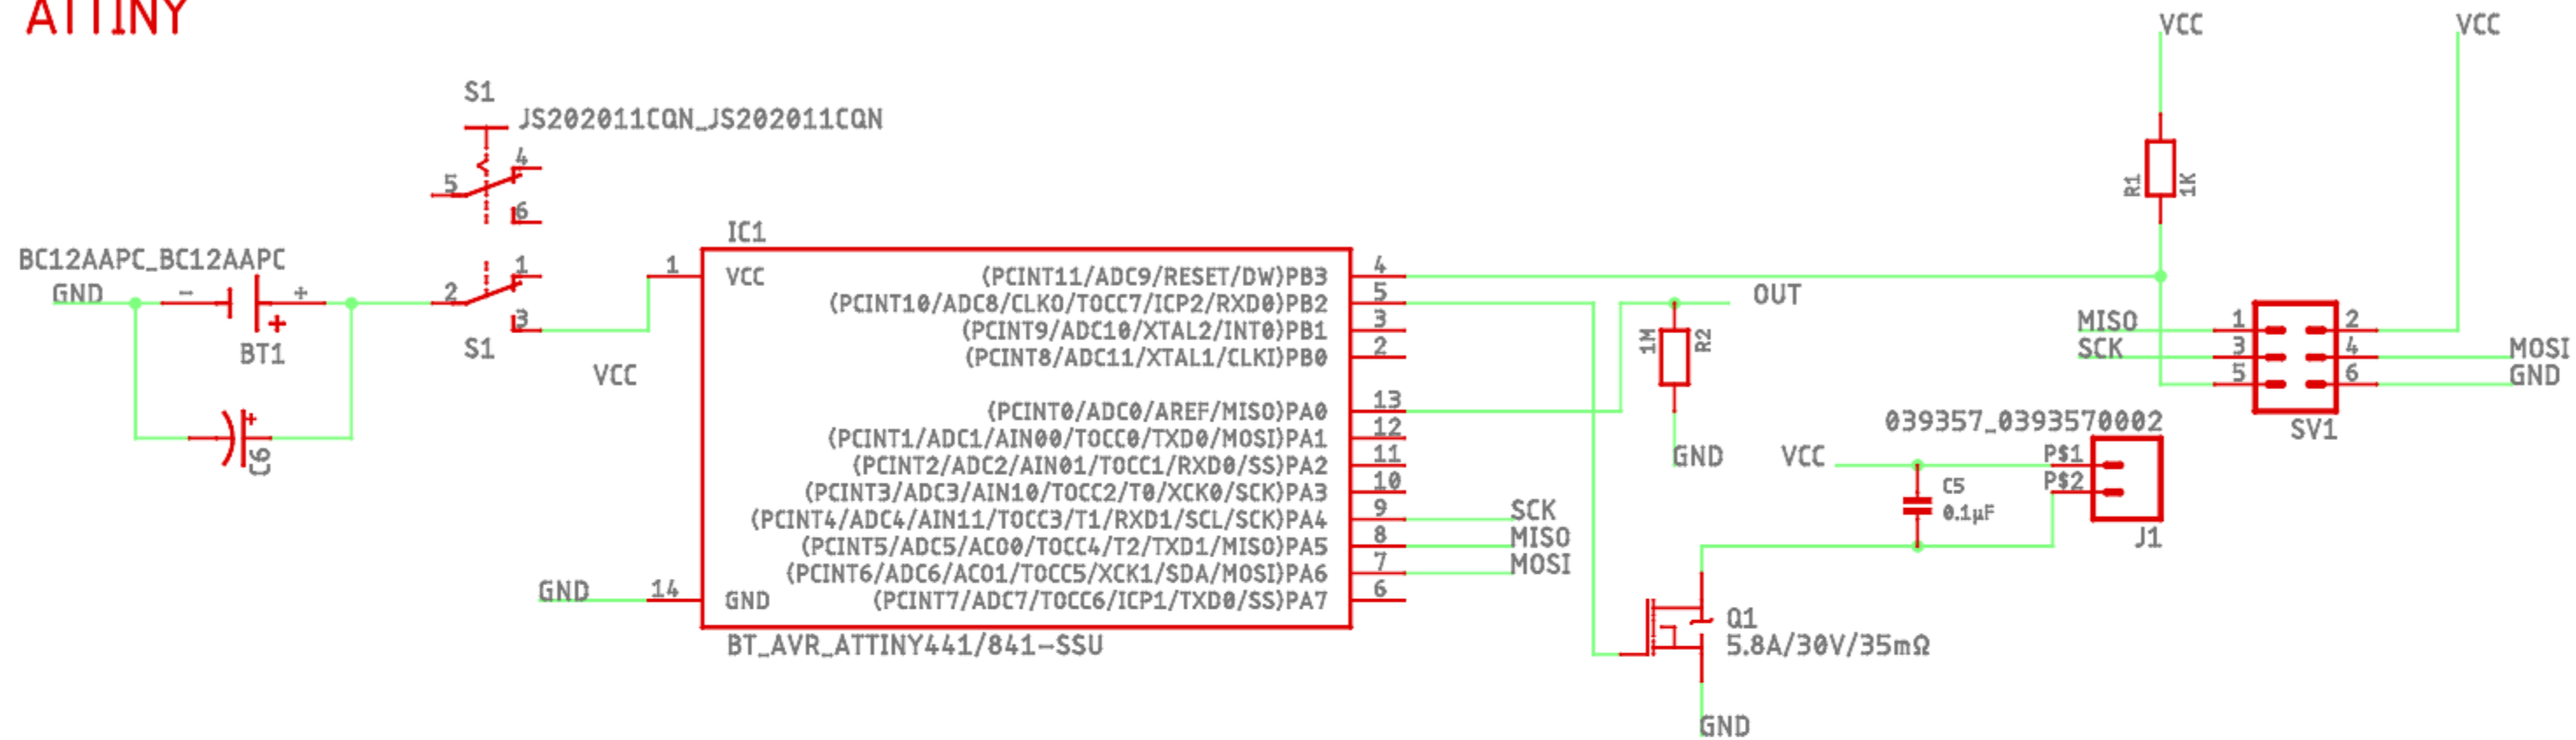 ATTINY
VCC
VCC
S1
JS202011CQN_JS202011CQN
4
5
6
R1
1K
IC1
BC12AAPC_BC12AAPC
GND
-
+
+
BT1
1
2
3
S1
VCC
C6
+
1
VCC
GND
14
GND
(PCINT11/ADC9/RESET/DW)PB3
4
(PCINT10/ADC8/CLKO/TOCC7/ICP2/RXD0)PB2
5
(PCINT9/ADC10/XTAL2/INT0)PB1
3
(PCINT8/ADC11/XTAL1/CLKI)PB0
2
(PCINT0/ADC0/AREF/MISO)PA0
13
(PCINT1/ADC1/AIN00/TOCC0/TXD0/MOSI)PA1
12
(PCINT2/ADC2/AIN01/TOCC1/RXD0/SS)PA2
11
(PCINT3/ADC3/AIN10/TOCC2/T0/XCK0/SCK)PA3
10
(PCINT4/ADC4/AIN11/TOCC3/T1/RXD1/SCL/SCK)PA4
9
SCK
(PCINT5/ADC5/ACO0/TOCC4/T2/TXD1/MISO)PA5
8
MISO
(PCINT6/ADC6/ACO1/TOCC5/XCK1/SDA/MOSI)PA6
7
MOSI
(PCINT7/ADC7/TOCC6/ICP1/TXD0/SS)PA7
6
BT_AVR_ATTINY441/841-SSU
OUT
1M
R2
GND
MISO
1
2
SCK
3
4
MOSI
5
6
GND
SV1
039357_0393570002
VCC
P$1
P$2
C5
0.1µF
J1
Q1
5.8A/30V/35mΩ
GND